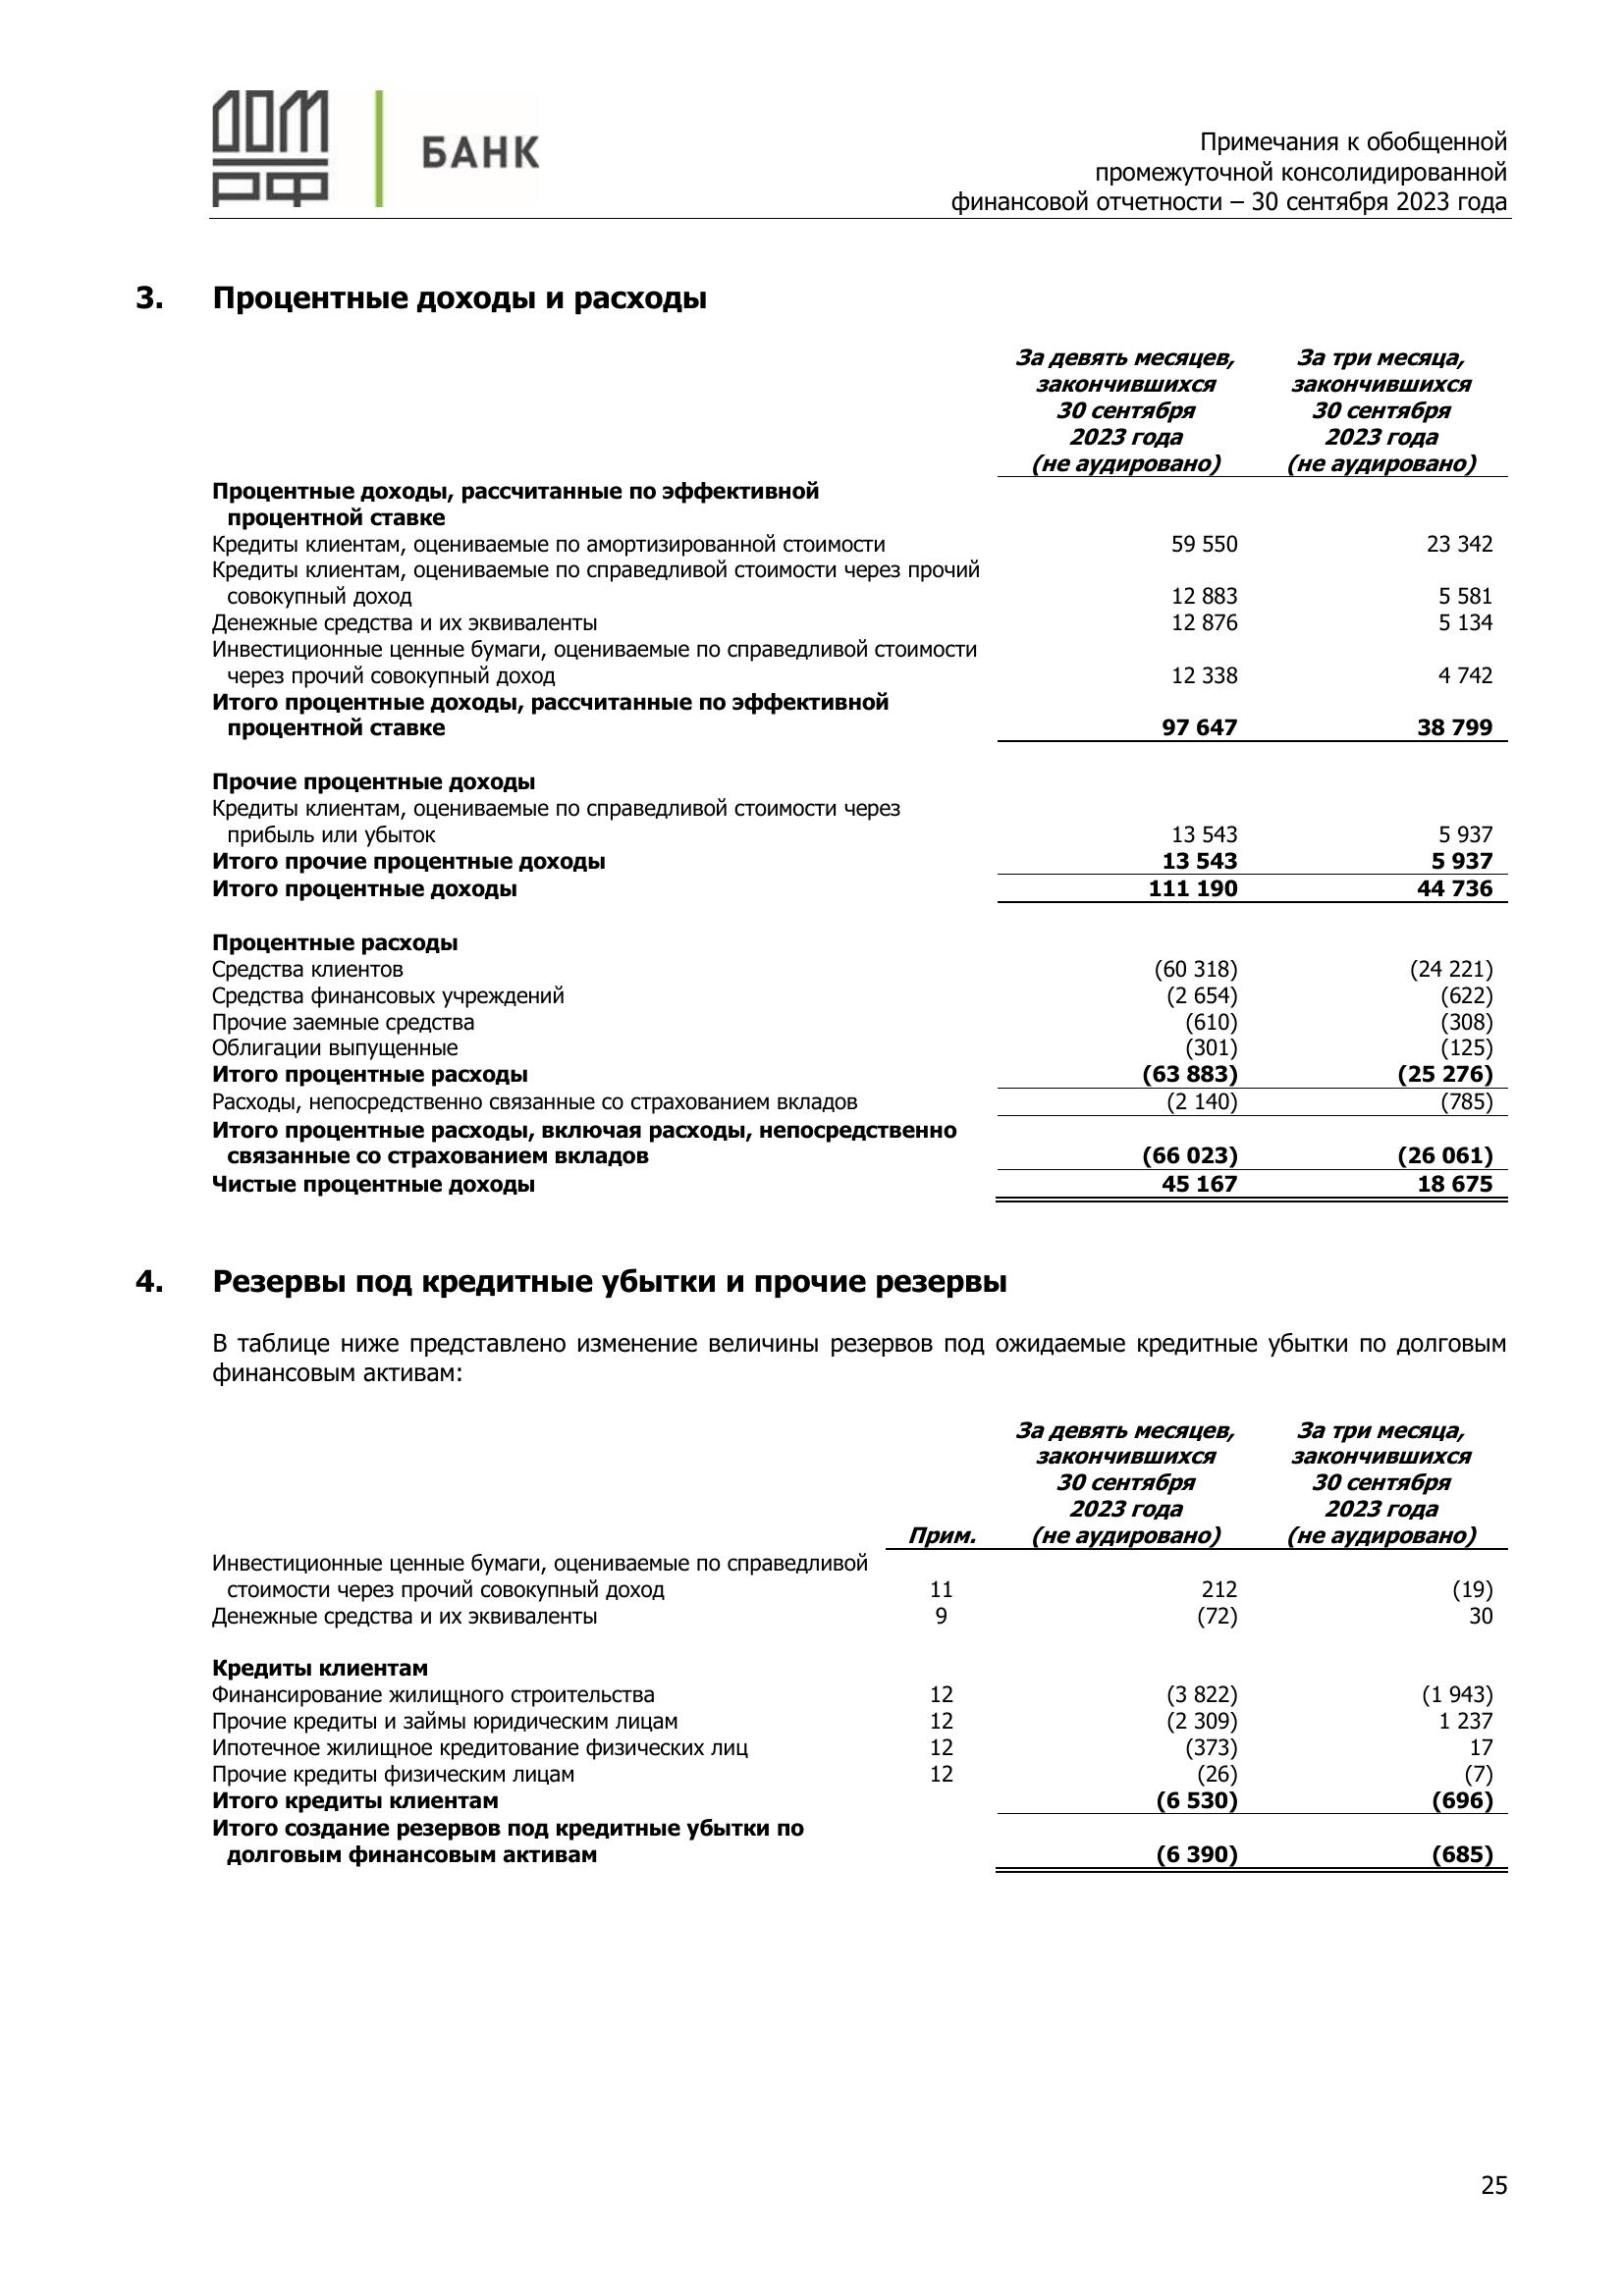 ДОМ
РФ
БАНК
Примечания к обобщенной
промежуточной консолидированной
финансовой отчетности – 30 сентября 2023 года
3. Процентные доходы и расходы
За девять месяцев, За три месяца,
закончившихся закончившихся
30 сентября 30 сентября
2023 года 2023 года
(не аудировано) (не аудировано)
Процентные доходы, рассчитанные по эффективной
процентной ставке
Кредиты клиентам, оцениваемые по амортизированной стоимости 59 550 23 342
Кредиты клиентам, оцениваемые по справедливой стоимости через прочий
совокупный доход 12 883 5 581
Денежные средства и их эквиваленты 12 876 5 134
Инвестиционные ценные бумаги, оцениваемые по справедливой стоимости
через прочий совокупный доход 12 338 4 742
Итого процентные доходы, рассчитанные по эффективной
процентной ставке 97 647 38 799
Прочие процентные доходы
Кредиты клиентам, оцениваемые по справедливой стоимости через
прибыль или убыток 13 543 5 937
Итого прочие процентные доходы 13 543 5 937
Итого процентные доходы 111 190 44 736
Процентные расходы
Средства клиентов (60 318) (24 221)
Средства финансовых учреждений (2 654) (622)
Прочие заемные средства (610) (308)
Облигации выпущенные (301) (125)
Итого процентные расходы (63 883) (25 276)
Расходы, непосредственно связанные со страхованием вкладов (2 140) (785)
Итого процентные расходы, включая расходы, непосредственно
связанные со страхованием вкладов (66 023) (26 061)
Чистые процентные доходы 45 167 18 675
4. Резервы под кредитные убытки и прочие резервы
В таблице ниже представлено изменение величины резервов под ожидаемые кредитные убытки по долговым
финансовым активам:
За девять месяцев, За три месяца,
закончившихся закончившихся
30 сентября 30 сентября
2023 года 2023 года
Прим. (не аудировано) (не аудировано)
Инвестиционные ценные бумаги, оцениваемые по справедливой
стоимости через прочий совокупный доход 11 212 (19)
Денежные средства и их эквиваленты 9 (72) 30
Кредиты клиентам
Финансирование жилищного строительства 12 (3 822) (1 943)
Прочие кредиты и займы юридическим лицам 12 (2 309) 1 237
Ипотечное жилищное кредитование физических лиц 12 (373) 17
Прочие кредиты физическим лицам 12 (26) (7)
Итого кредиты клиентам (6 530) (696)
Итого создание резервов под кредитные убытки по
долговым финансовым активам (6 390) (685)
25